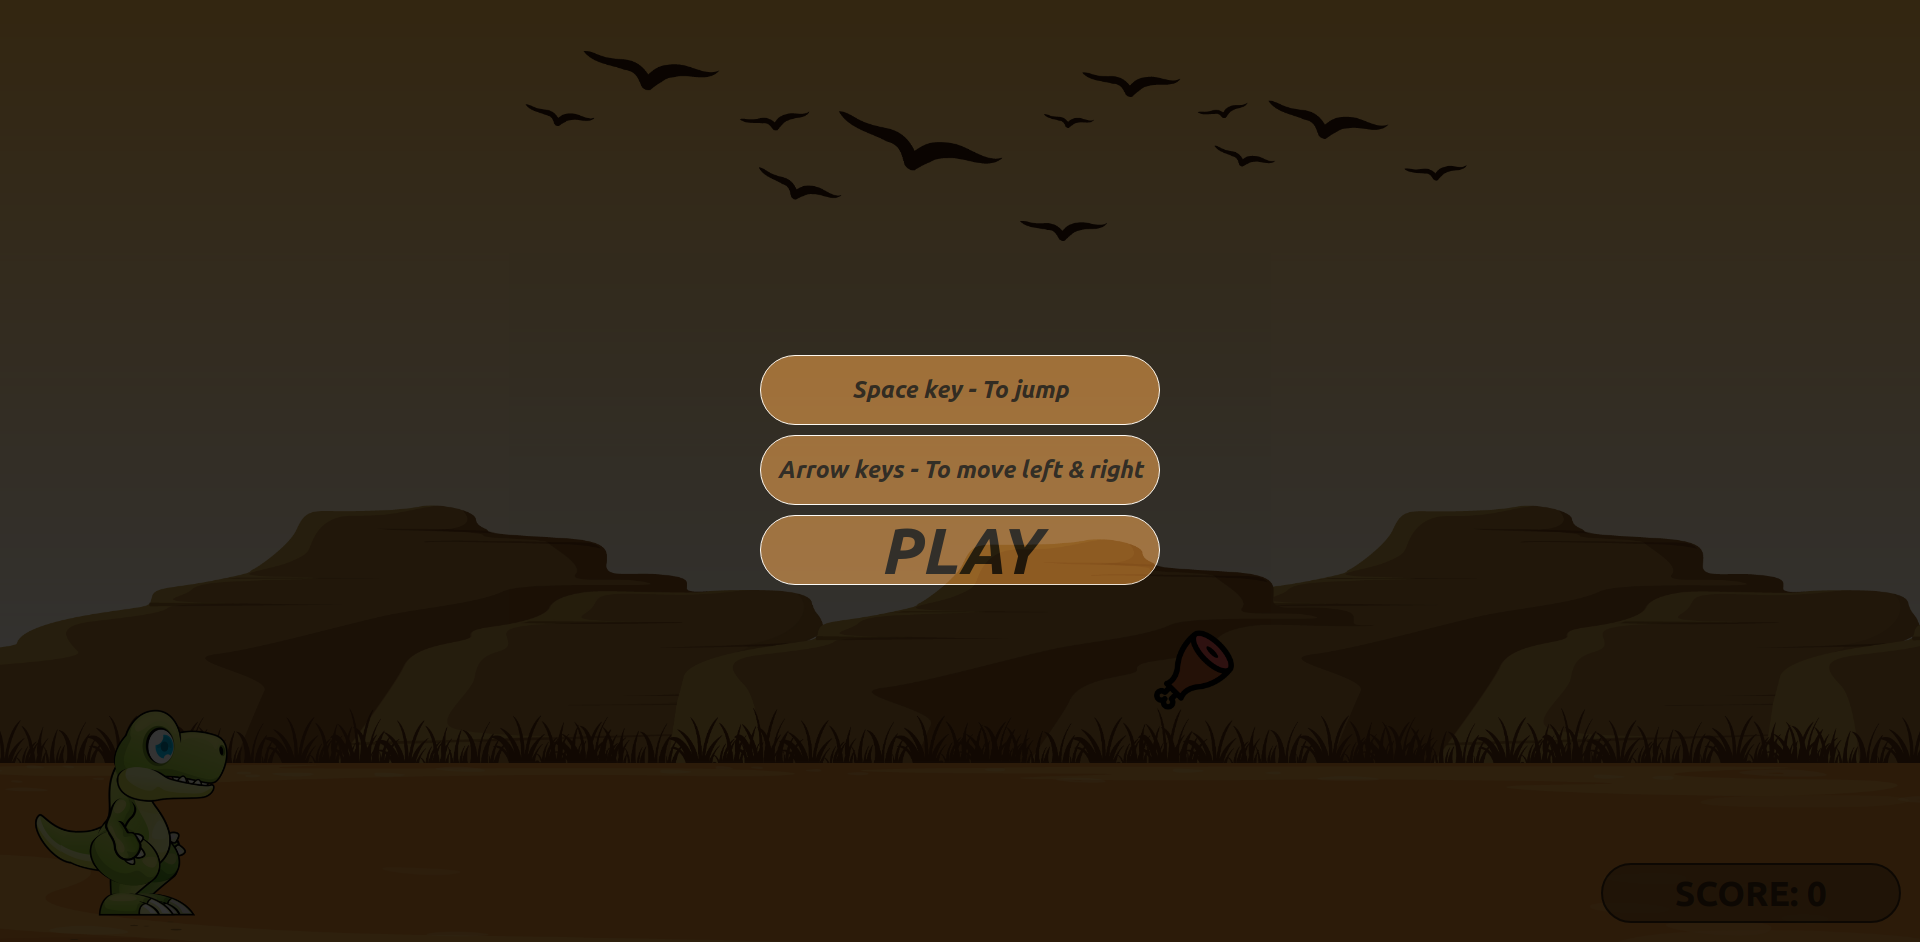 Space key - To jump
Arrow keys - To move left & right
PLAY
SCORE: 0